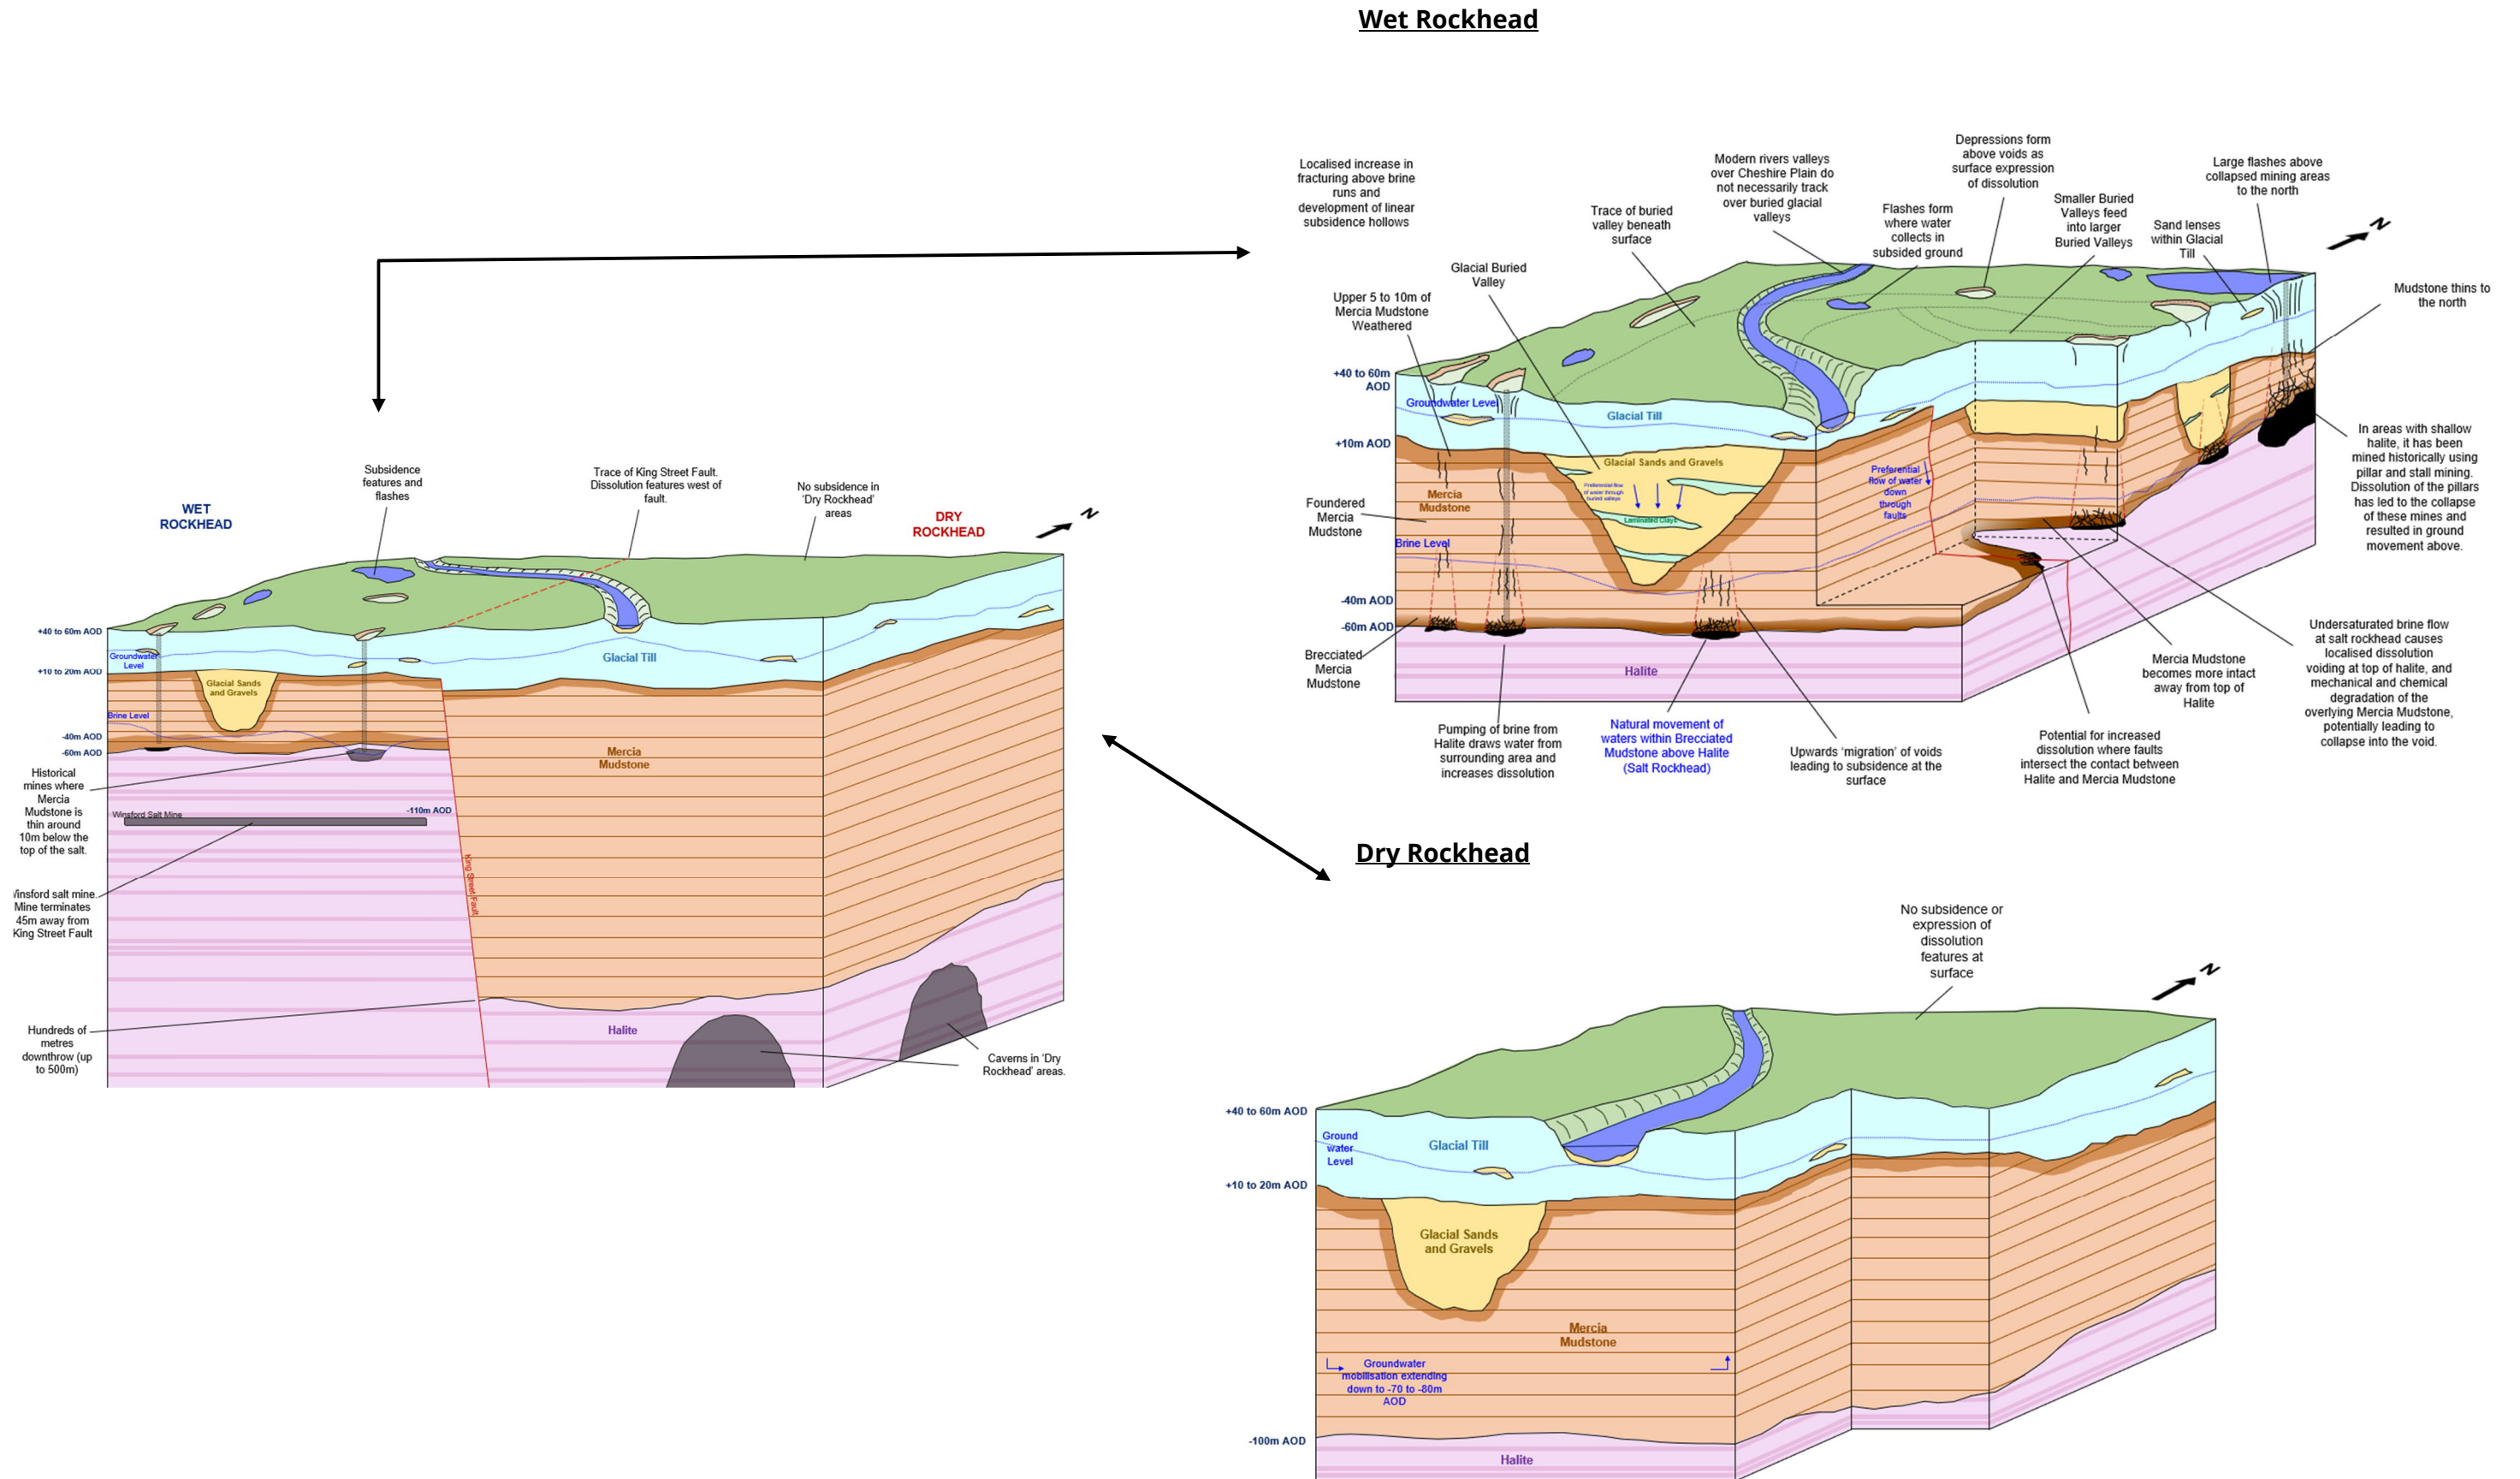 Wet Rockhead
Localised increase in
fracturing above brine
runs and
development of linear
subsidence hollows
Upper 5 to 10m of
Mercia Mudstone
Weathered
Glacial Buried
Valley
Trace of buried
valley beneath
surface
Modern rivers valleys
over Cheshire Plain do
not necessarily track
over buried glacial
valleys
Flashes form
where water
collects in
subsided ground
Depressions form
above voids as
surface expression
of dissolution
Smaller Buried
Valleys feed
into larger
Buried Valleys
Sand lenses
within Glacial
Till
Large flashes above
collapsed mining areas
to the north
N
Mudstone thins to
the north
+40 to 60m
AOD
Groundwater Level
Glacial Till
+10m AOD
Glacial Sands and Gravels
Preferential flow
of water through
buried valleys
Laminated Clays
Mercia
Mudstone
Foundered
Mercia
Mudstone
Brine Level
Preferential
flow of water
down
through
faults
-40m AOD
-60m AOD
Brecciated
Mercia
Mudstone
Halite
Pumping of brine from
Halite draws water from
surrounding area and
increases dissolution
Natural movement of
waters within Brecciated
Mudstone above Halite
(Salt Rockhead)
Upwards ‘migration’ of voids
leading to subsidence at the
surface
Potential for increased
dissolution where faults
intersect the contact between
Halite and Mercia Mudstone
Mercia Mudstone
becomes more intact
away from top of
Halite
In areas with shallow
halite, it has been
mined historically using
pillar and stall mining.
Dissolution of the pillars
has led to the collapse
of these mines and
resulted in ground
movement above.
Undersaturated brine flow
at salt rockhead causes
localised dissolution
voiding at top of halite, and
mechanical and chemical
degradation of the
overlying Mercia Mudstone,
potentially leading to
collapse into the void.
WET
ROCKHEAD
Subsidence
features and
flashes
Trace of King Street Fault.
Dissolution features west of
fault.
No subsidence in
‘Dry Rockhead’
areas
DRY
ROCKHEAD
N
+40 to 60m AOD
Groundwater
Level
Glacial Till
+10 to 20m AOD
Glacial Sands
and Gravels
Brine Level
-40m AOD
-60m AOD
Mercia
Mudstone
Historical
mines where
Mercia
Mudstone is
thin around
10m below the
top of the salt.
Winsford Salt Mine
-110m AOD
King Street Fault
Winsford salt mine.
Mine terminates
45m away from
King Street Fault
Hundreds of
metres
downthrow (up
to 500m)
Halite
Caverns in ‘Dry
Rockhead’ areas.
Dry Rockhead
No subsidence or
expression of
dissolution
features at
surface
N
+40 to 60m AOD
Ground
water
Level
Glacial Till
+10 to 20m AOD
Glacial Sands
and Gravels
Mercia
Mudstone
Groundwater
mobilisation extending
down to -70 to -80m
AOD
-100m AOD
Halite